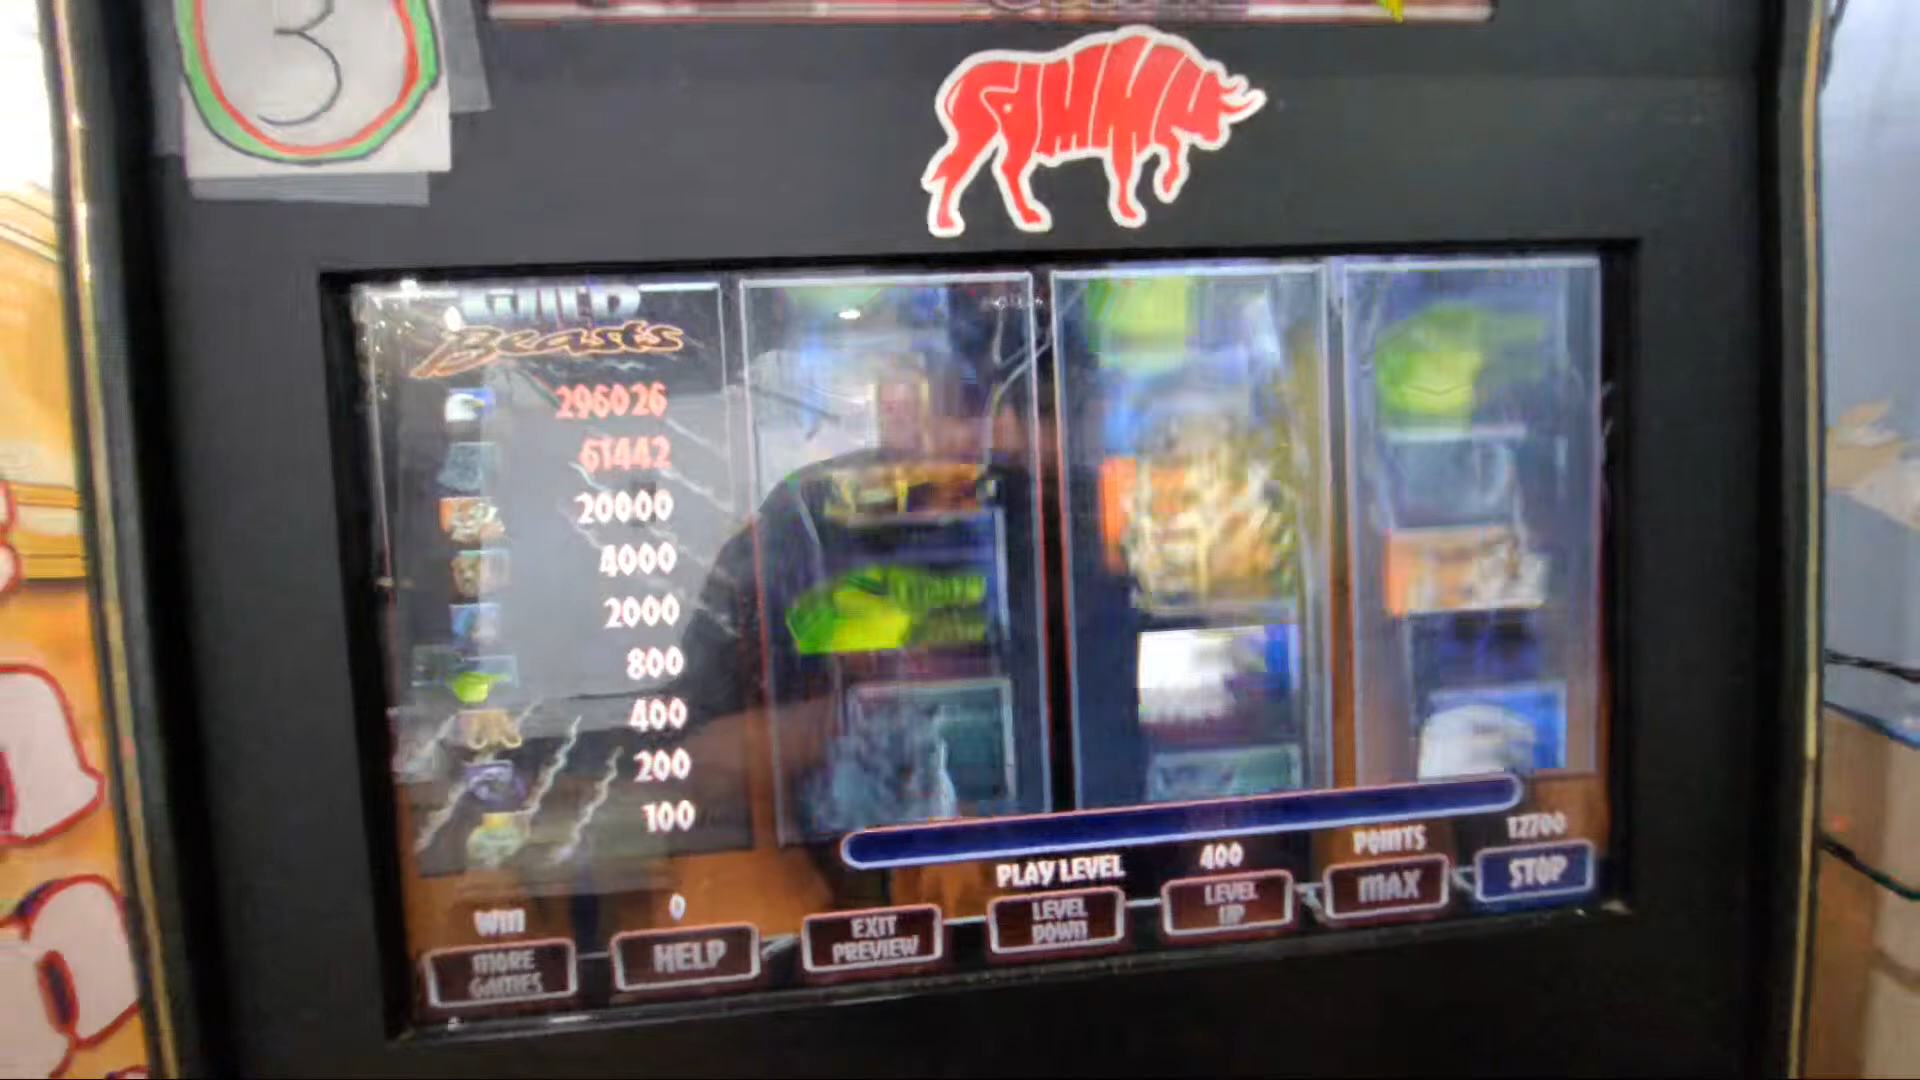 3
WILD
Beasts
296026
61442
20000
4000
2000
800
400
200
100
WIN
0
PLAY LEVEL
400
POINTS
12700
MORE
GAMES
HELP
EXIT
PREVIEW
LEVEL
DOWN
LEVEL
UP
MAX
STOP